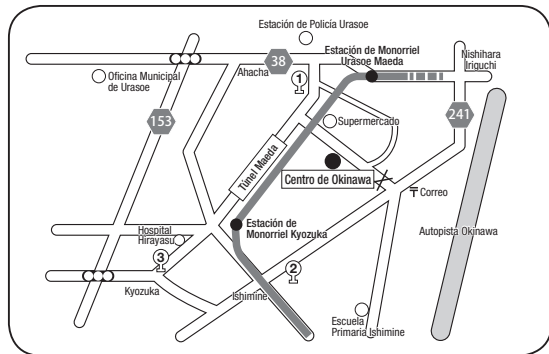 Estación de Policía Urasoe
Estación de Monorriel
Urasoe Maeda
Nishihara
Iriguchi
38
Ahacha
Oficina Municipal
de Urasoe
1
153
Supermercado
241
Túnel Maeda
Centro de Okinawa
Correo
Estación de
Monorriel Kyozuka
Autopista Okinawa
Hospital
Hirayasu
3
2
Kyozuka
Ishimine
Escuela
Primaria Ishimine